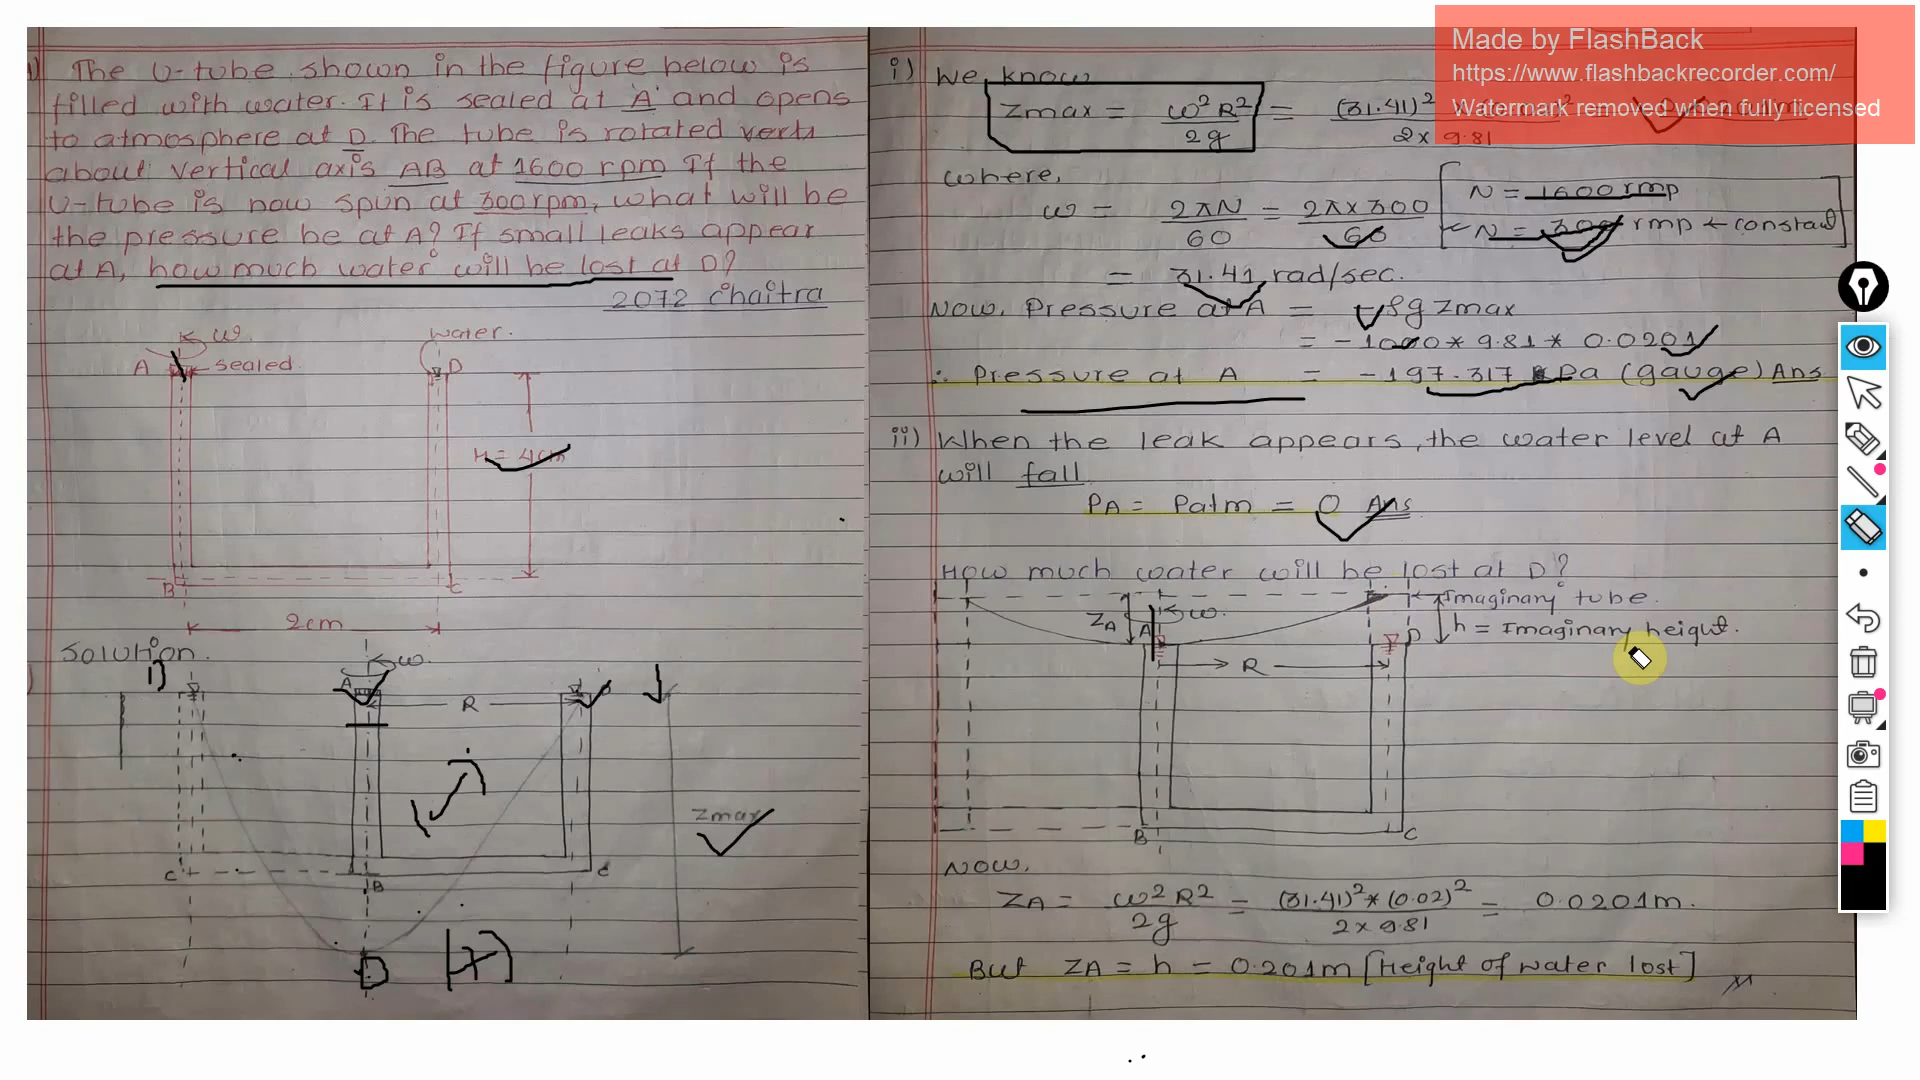 1) The U-tube shown in the figure below is
filled with water. It is sealed at A and opens
to atmosphere at D. The tube is rotated verti
about vertical axis AB at 1600 rpm If the
U-tube is now spun at 300rpm, what will be
the pressure be at A? If small leaks appear
at A, how much water will be lost at D?
2072 Chaitra
ω
water.
A
sealed
D
H = 4cm
B
C
2cm
Solution.
1)
ω
A
D
R
Zmax
C'
B
C
D
i) We know
Zmax = ω²R² / 2g = (31.41)²
2 x 9.81
where,
ω = 2πN / 60 = 2π x 300 / 60
N = 1600 rmp
N = 300 rmp ← constant
= 31.41 rad/sec.
Now, Pressure at A = - ρg zmax
= - 1000 * 9.81 * 0.0201
∴ Pressure at A = - 197.317 Pa (gauge) Ans
ii) When the leak appears, the water level at A
will fall
PA = Patm = 0 Ans
How much water will be lost at D?
ZA
ω.
Imaginary tube.
A
D
h = Imaginary height.
R
B
C
Now,
ZA = ω²R² / 2g = (31.41)² * (0.02)² / 2 x 9.81 = 0.0201m.
But ZA = h = 0.201m [Height of water lost]
Made by FlashBack
https://www.flashbackrecorder.com/
Watermark removed when fully licensed